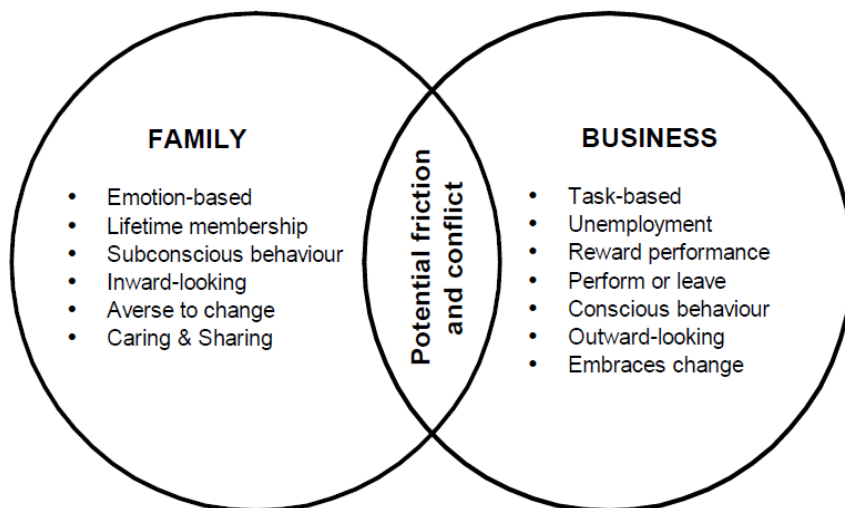 FAMILY
• Emotion-based
• Lifetime membership
• Subconscious behaviour
• Inward-looking
• Averse to change
• Caring & Sharing
Potential friction
and conflict
BUSINESS
• Task-based
• Unemployment
• Reward performance
• Perform or leave
• Conscious behaviour
• Outward-looking
• Embraces change